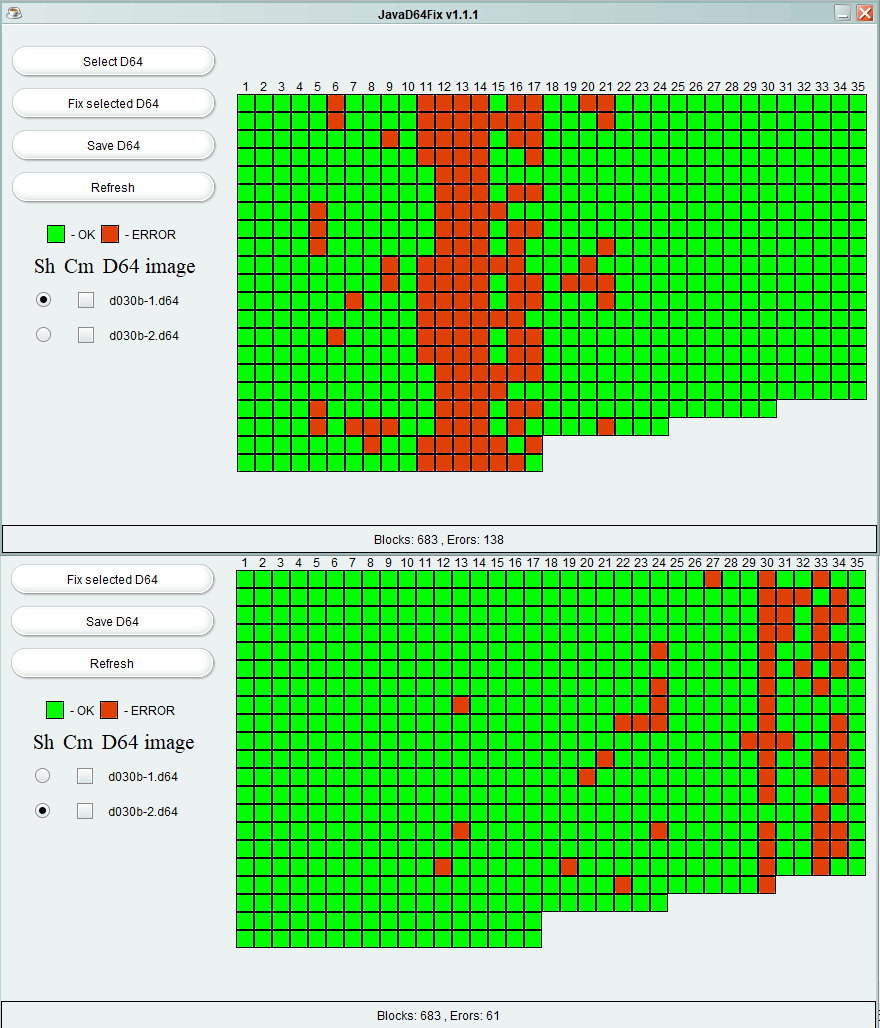 JavaD64Fix v1.1.1
Select D64
Fix selected D64
Save D64
Refresh
- OK - ERROR
Sh Cm D64 image
d030b-1.d64
d030b-2.d64
1 2 3 4 5 6 7 8 9 10 11 12 13 14 15 16 17 18 19 20 21 22 23 24 25 26 27 28 29 30 31 32 33 34 35
Blocks: 683 , Erors: 138
1 2 3 4 5 6 7 8 9 10 11 12 13 14 15 16 17 18 19 20 21 22 23 24 25 26 27 28 29 30 31 32 33 34 35
Fix selected D64
Save D64
Refresh
- OK - ERROR
Sh Cm D64 image
d030b-1.d64
d030b-2.d64
Blocks: 683 , Erors: 61